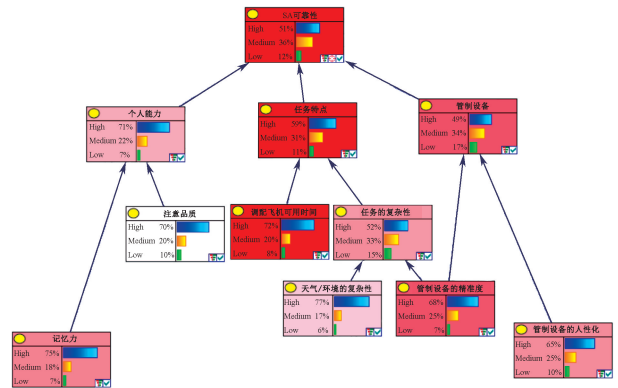 SA可靠性
High 51%
Medium 36%
Low 12%
个人能力
High 71%
Medium 22%
Low 7%
任务特点
High 59%
Medium 31%
Low 11%
管制设备
High 49%
Medium 34%
Low 17%
注意品质
High 70%
Medium 20%
Low 10%
调配飞机可用时间
High 72%
Medium 20%
Low 8%
任务的复杂性
High 52%
Medium 33%
Low 15%
天气/环境的复杂性
High 77%
Medium 17%
Low 6%
管制设备的精准度
High 68%
Medium 25%
Low 7%
记忆力
High 75%
Medium 18%
Low 7%
管制设备的人性化
High 65%
Medium 25%
Low 10%